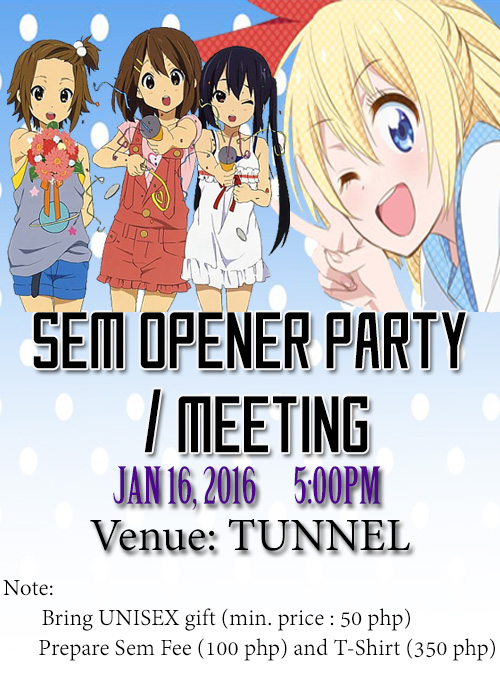 SEM OPENER PARTY
/ MEETING
JAN 16, 2016 5:00PM
Venue: TUNNEL
Note:
Bring UNISEX gift (min. price : 50 php)
Prepare Sem Fee (100 php) and T-Shirt (350 php)